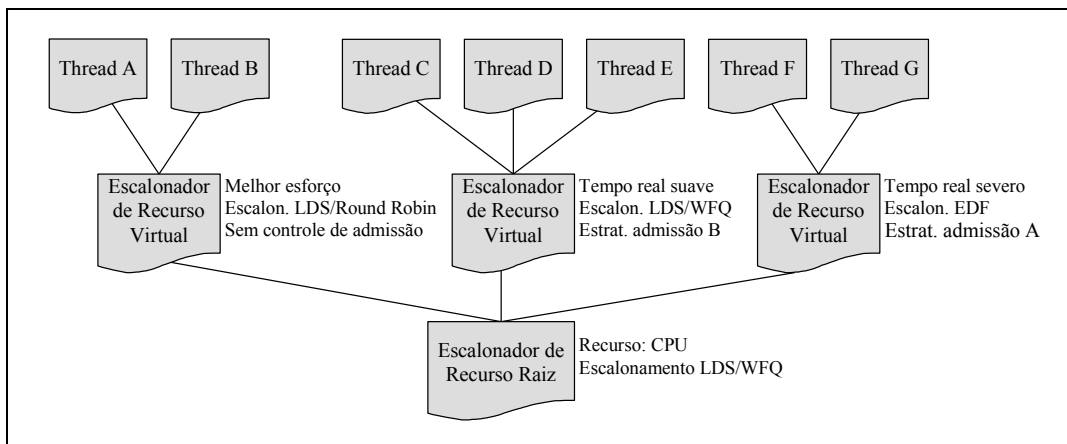 Thread A
Thread B
Thread C
Thread D
Thread E
Thread F
Thread G
Escalonador
de Recurso
Virtual
Melhor esforço
Escalon. LDS/Round Robin
Sem controle de admissão
Escalonador
de Recurso
Virtual
Tempo real suave
Escalon. LDS/WFQ
Estrat. admissão B
Escalonador
de Recurso
Virtual
Tempo real severo
Escalon. EDF
Estrat. admissão A
Escalonador de
Recurso Raiz
Recurso: CPU
Escalonamento LDS/WFQ